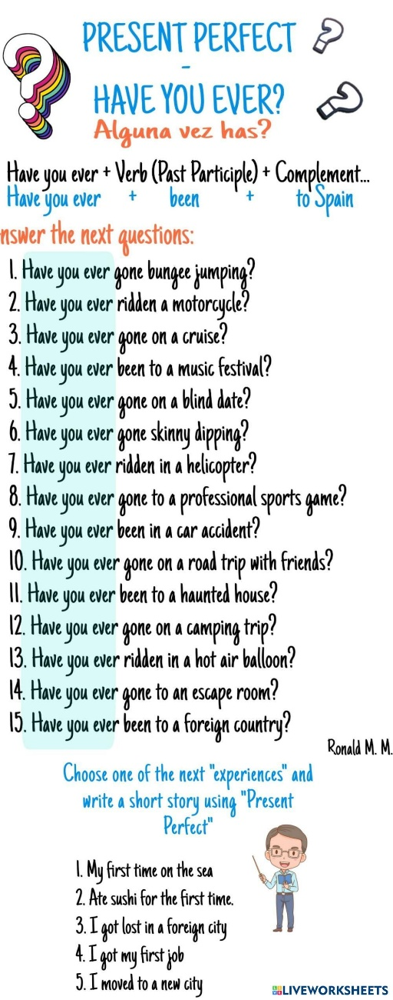 PRESENT PERFECT
-
HAVE YOU EVER?
Alguna vez has?
Have you ever + Verb (Past Participle) + Complement...
Have you ever + been + to Spain
nswer the next questions:
1. Have you ever gone bungee jumping?
2. Have you ever ridden a motorcycle?
3. Have you ever gone on a cruise?
4. Have you ever been to a music festival?
5. Have you ever gone on a blind date?
6. Have you ever gone skinny dipping?
7. Have you ever ridden in a helicopter?
8. Have you ever gone to a professional sports game?
9. Have you ever been in a car accident?
10. Have you ever gone on a road trip with friends?
11. Have you ever been to a haunted house?
12. Have you ever gone on a camping trip?
13. Have you ever ridden in a hot air balloon?
14. Have you ever gone to an escape room?
15. Have you ever been to a foreign country?
Ronald M. M.
Choose one of the next "experiences" and
write a short story using "Present
Perfect"
1. My first time on the sea
2. Ate sushi for the first time.
3. I got lost in a foreign city
4. I got my first job
5. I moved to a new city
LIVEWORKSHEETS